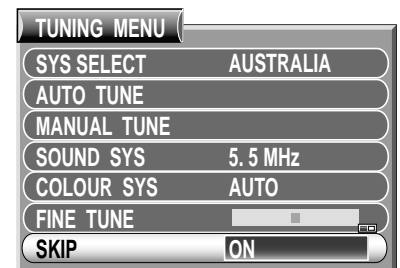 TUNING MENU
SYS SELECT AUSTRALIA
AUTO TUNE
MANUAL TUNE
SOUND SYS 5. 5 MHz
COLOUR SYS AUTO
FINE TUNE
SKIP ON